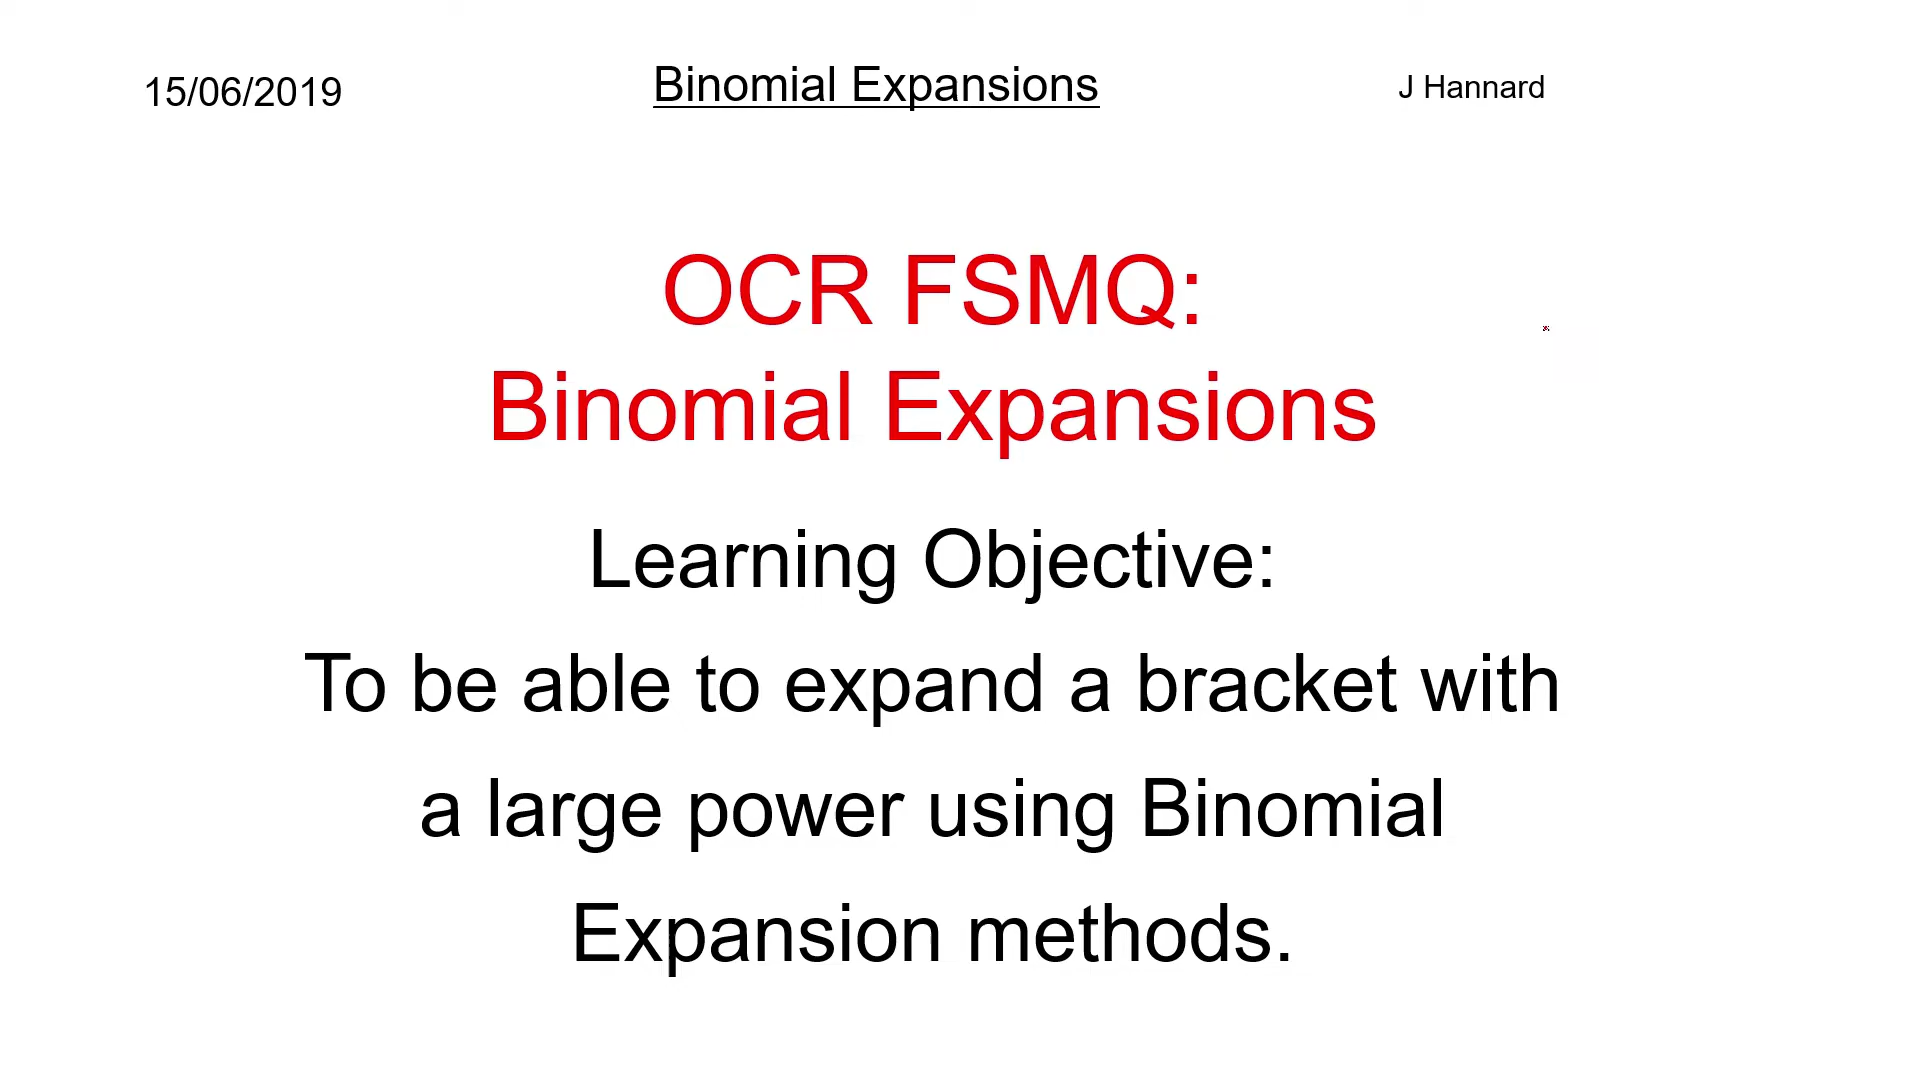 15/06/2019 Binomial Expansions J Hannard
OCR FSMQ:
Binomial Expansions
Learning Objective:
To be able to expand a bracket with
a large power using Binomial
Expansion methods.